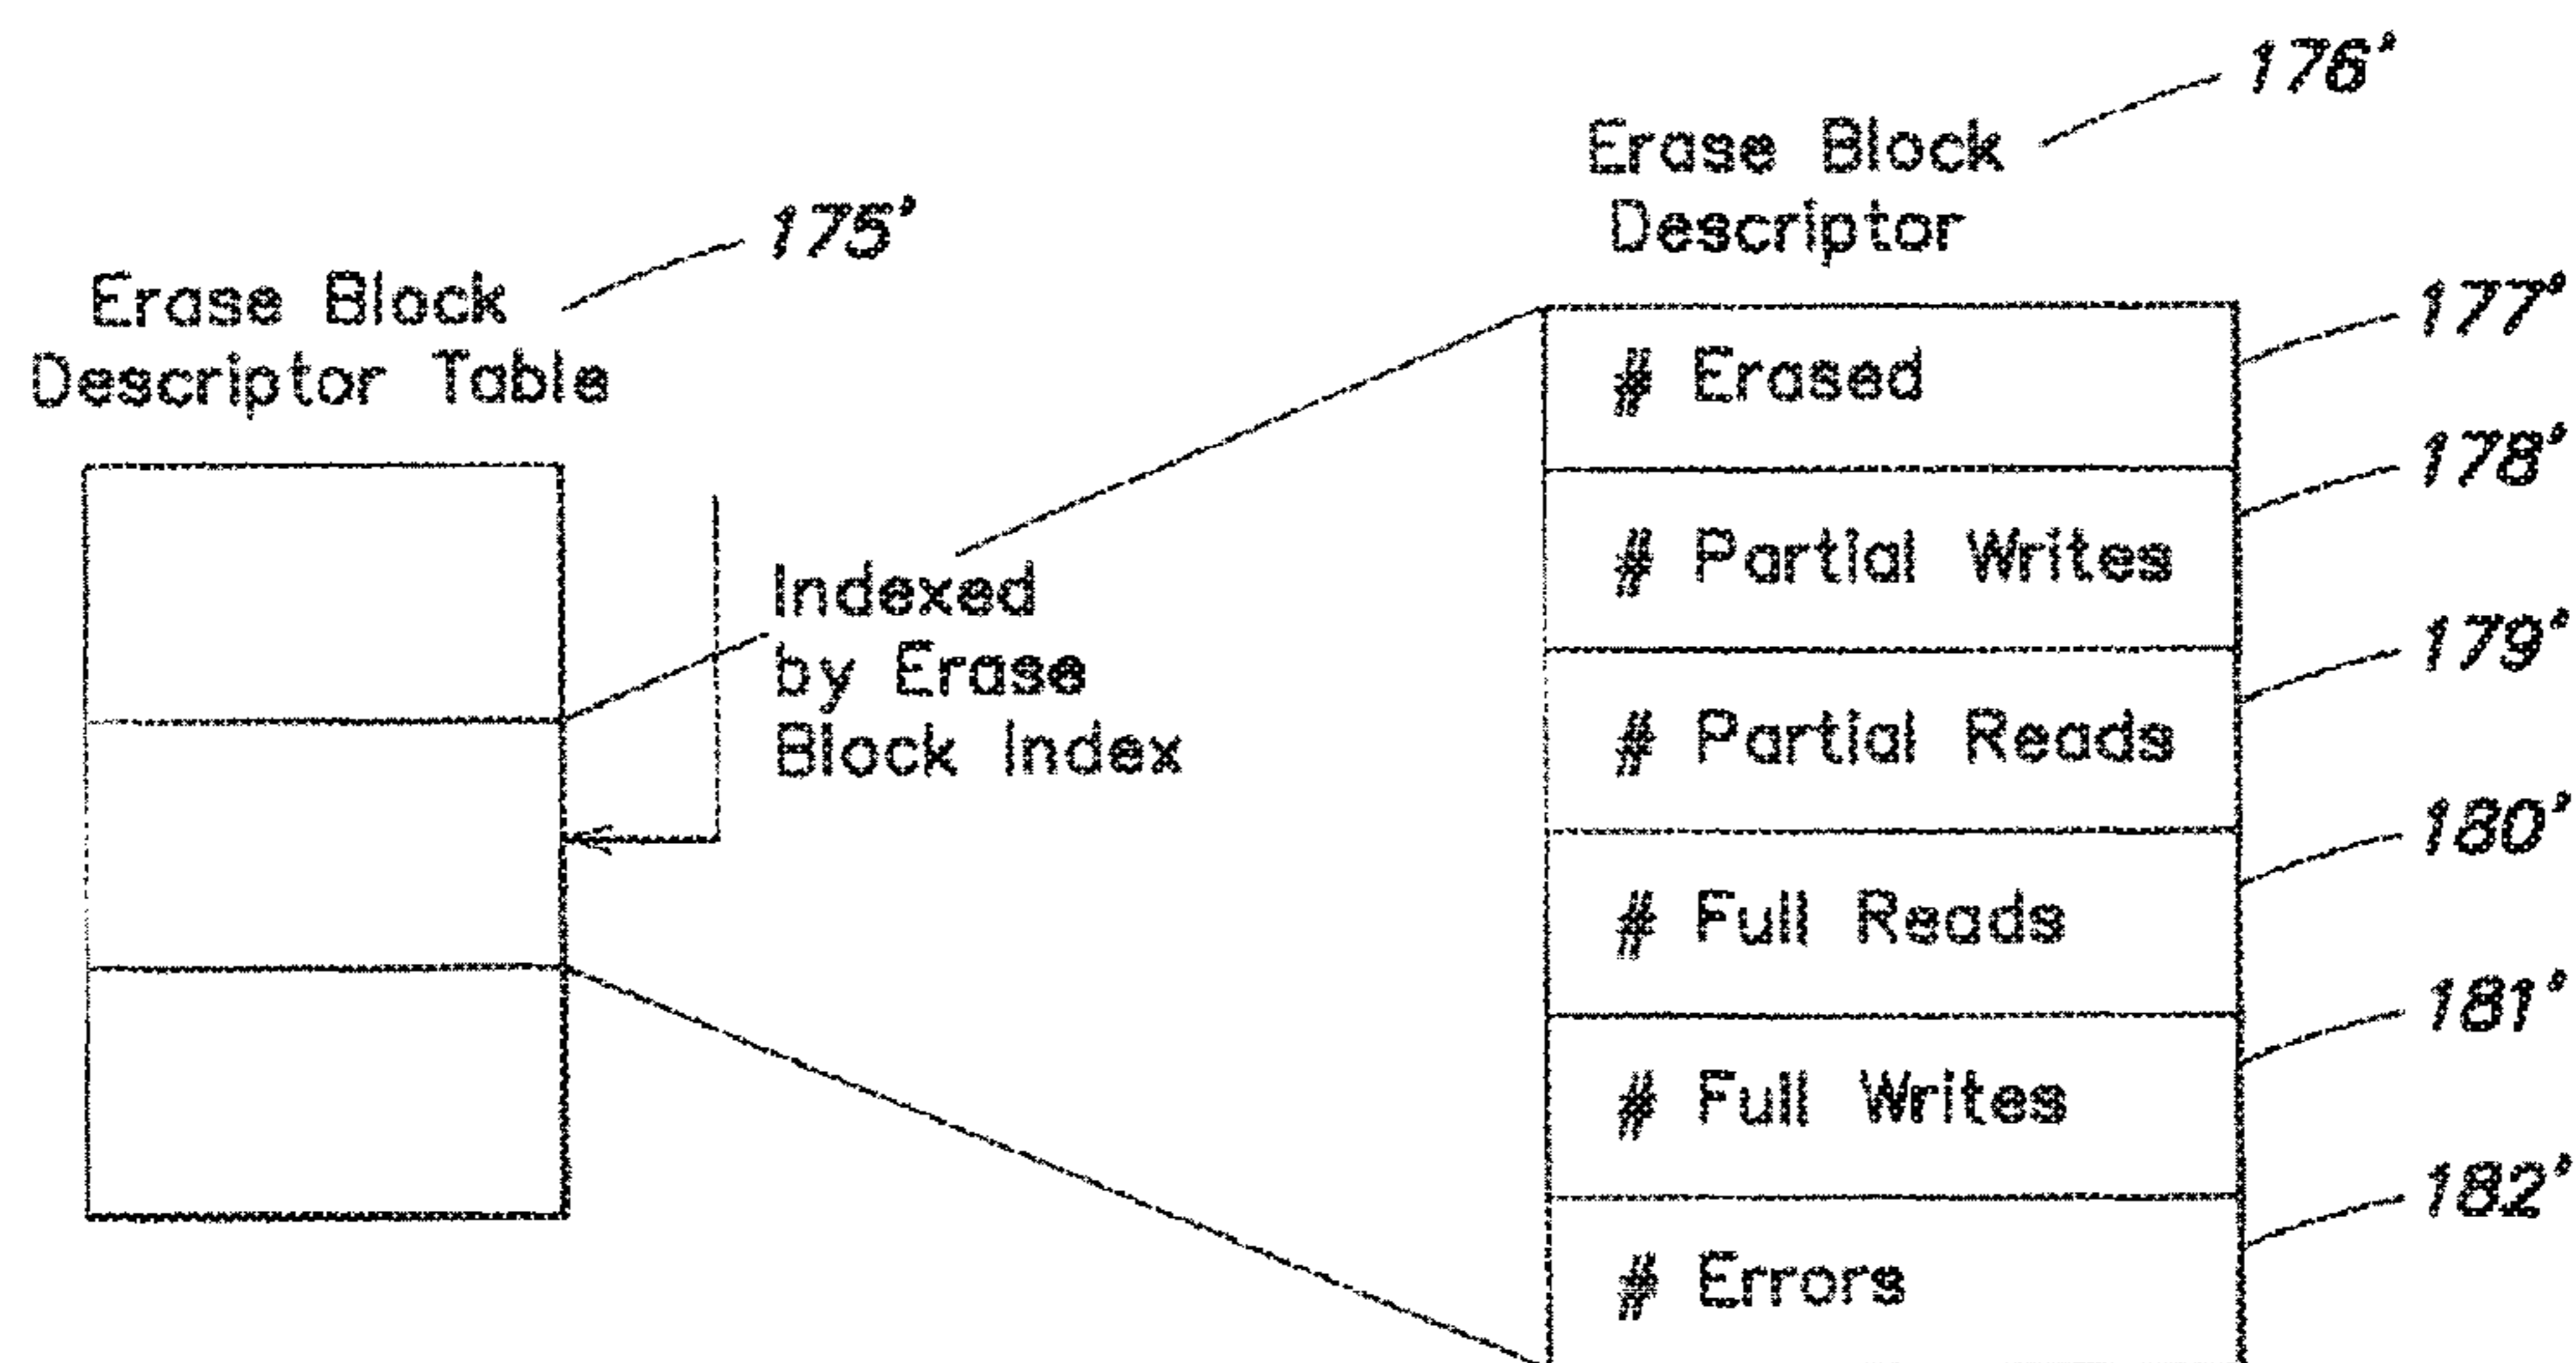 176'
Erase Block
Descriptor
175'
Erase Block
Descriptor Table
177'
# Erased
178'
# Partial Writes
Indexed
by Erase
Block Index
179'
# Partial Reads
180'
# Full Reads
181'
# Full Writes
182'
# Errors